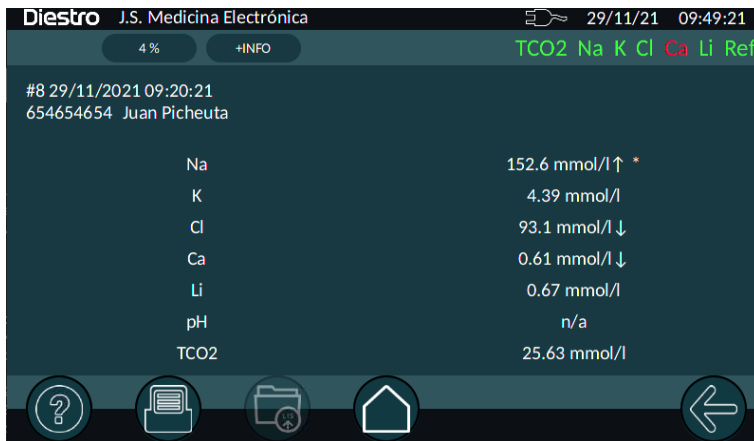 Diestro J.S. Medicina Electrónica 29/11/21 09:49:21
4 % +INFO TCO2 Na K Cl Ca Li Ref
#8 29/11/2021 09:20:21
654654654 Juan Picheuta
Na 152.6 mmol/l↑ *
K 4.39 mmol/l
Cl 93.1 mmol/l↓
Ca 0.61 mmol/l↓
Li 0.67 mmol/l
pH n/a
TCO2 25.63 mmol/l
? LIS